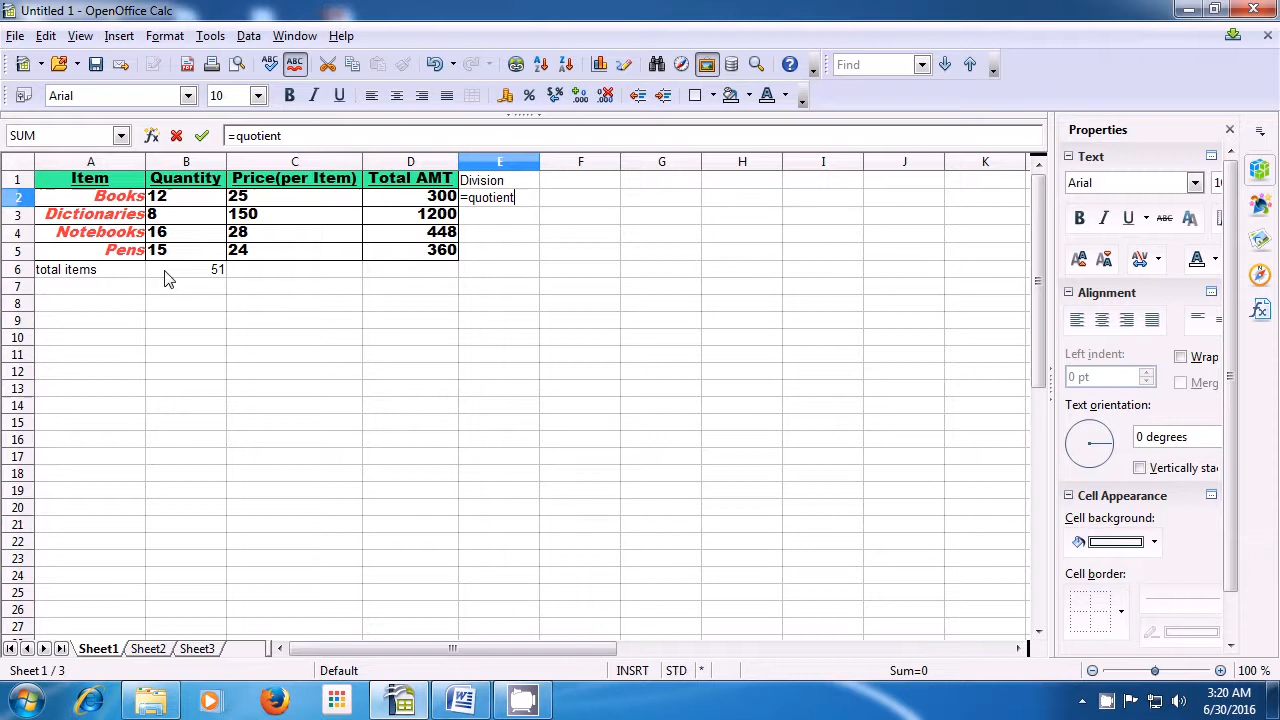 Untitled 1 - OpenOffice Calc
File Edit View Insert Format Tools Data Window Help
Find
Arial 10
SUM =quotient
A B C D E F G H J K
1 Item Quantity Price(per Item) Total AMT Division
2 Books 12 25 300 =quotient
3 Dictionaries 8 150 1200
4 Notebooks 16 28 448
5 Pens 15 24 360
6 total items 51
7
8
9
10
11
12
13
14
15
16
17
18
19
20
21
22
23
24
25
26
27
Properties
Text
Arial
Alignment
Wrap
Left indent:
0 pt
Merg
Text orientation:
0 degrees
Vertically sta
Cell Appearance
Cell background:
Cell border:
Sheet1 Sheet2 Sheet3
Sheet 1 / 3 Default INSRT STD * Sum=0 100 %
3:20 AM
6/30/2016